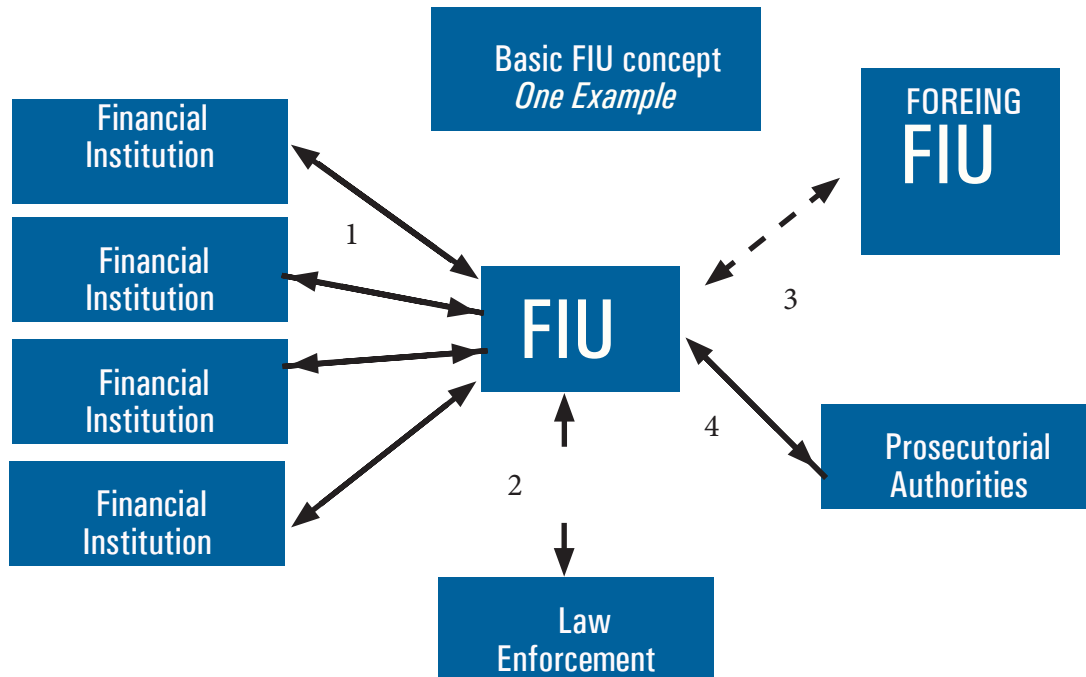 Basic FIU concept
One Example
Financial
Institution
FOREING
FIU
1
Financial
Institution
3
FIU
Financial
Institution
4
Prosecutorial
Authorities
Financial
Institution
2
Law
Enforcement